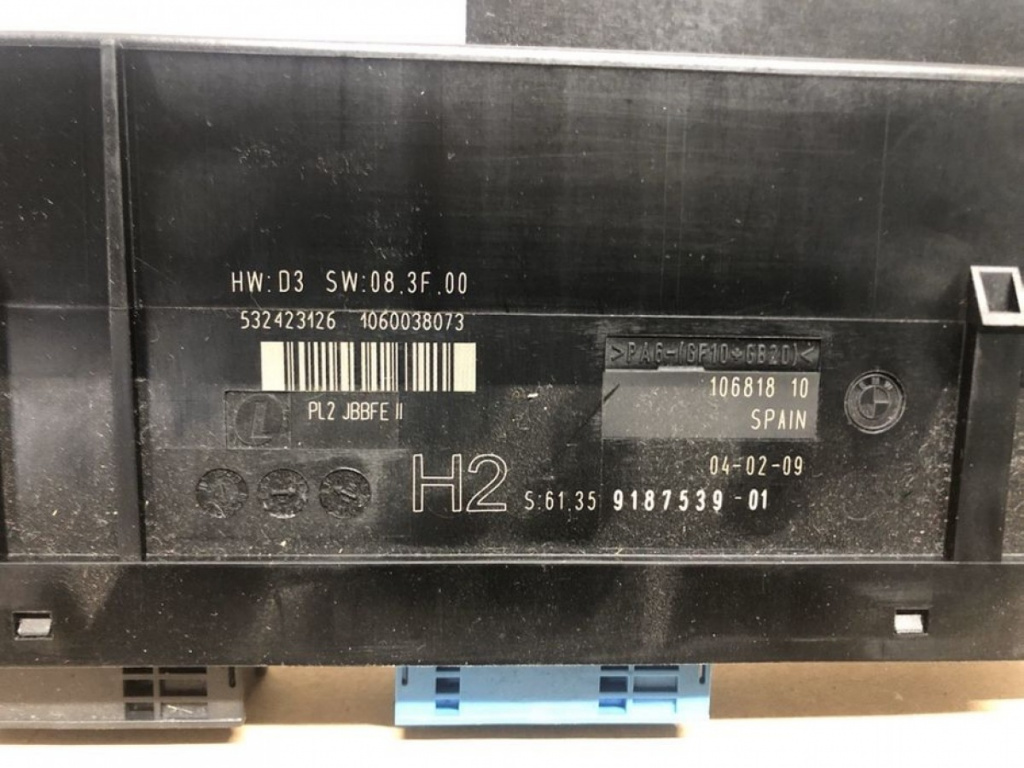 HW:D3 SW:08.3F.00
532423126 1060038073
PL2 JBBFE II
L
>PA6-(GF10+GB20)<
106818 10
SPAIN
BMW
04-02-09
H2
S:61.35 9187539-01